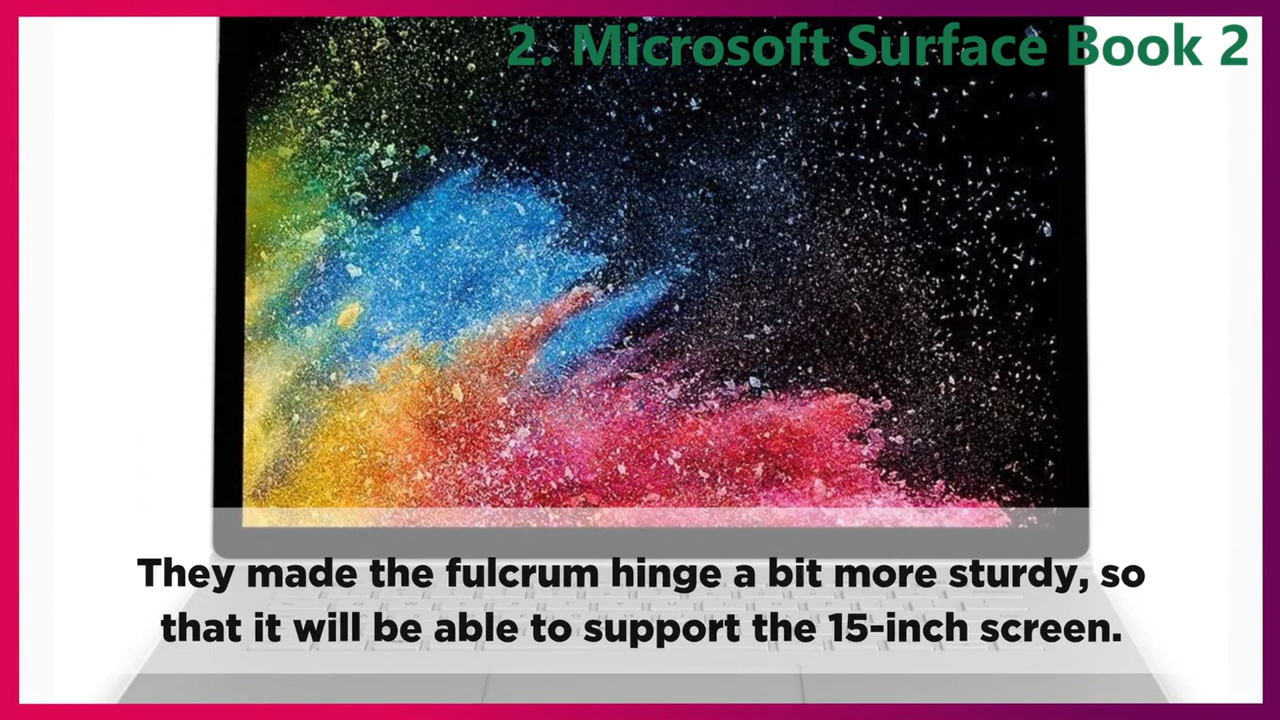 2. Microsoft Surface Book 2
They made the fulcrum hinge a bit more sturdy, so
that it will be able to support the 15-inch screen.